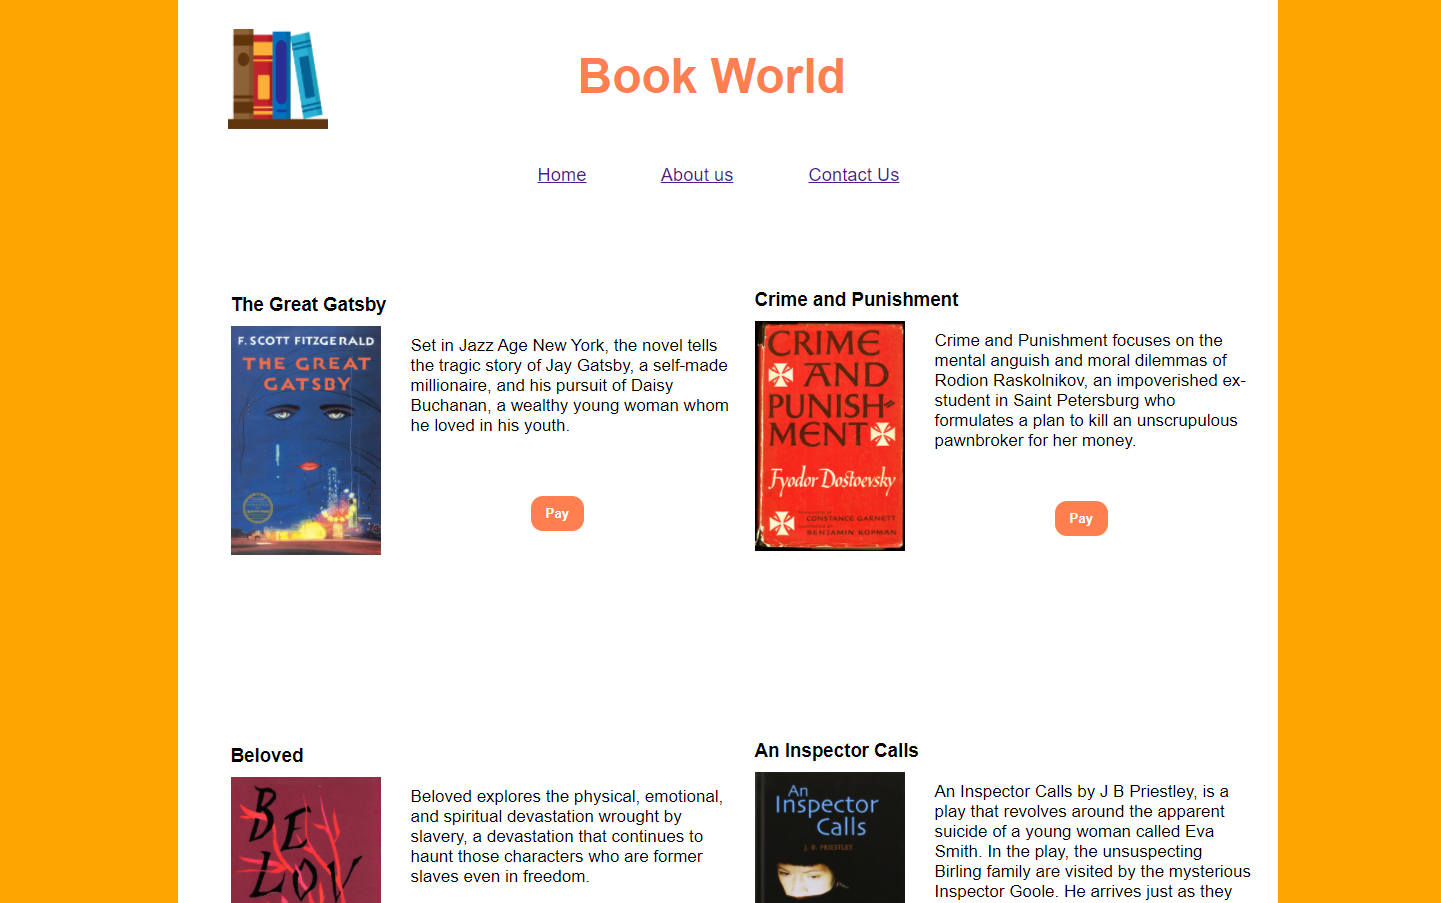 Book World
Home About us Contact Us
The Great Gatsby
F. SCOTT FITZGERALD
THE GREAT
GATSBY
Set in Jazz Age New York, the novel tells
the tragic story of Jay Gatsby, a self-made
millionaire, and his pursuit of Daisy
Buchanan, a wealthy young woman whom
he loved in his youth.
Pay
Crime and Punishment
CRIME
AND
PUNISH-
MENT
Fyodor Dostoevsky
CONSTANCE GARNETT
BENJAMIN KOPMAN
Crime and Punishment focuses on the
mental anguish and moral dilemmas of
Rodion Raskolnikov, an impoverished ex-
student in Saint Petersburg who
formulates a plan to kill an unscrupulous
pawnbroker for her money.
Pay
Beloved
BE
LOV
Beloved explores the physical, emotional,
and spiritual devastation wrought by
slavery, a devastation that continues to
haunt those characters who are former
slaves even in freedom.
An Inspector Calls
An
Inspector
Calls
J. B. PRIESTLEY
An Inspector Calls by J B Priestley, is a
play that revolves around the apparent
suicide of a young woman called Eva
Smith. In the play, the unsuspecting
Birling family are visited by the mysterious
Inspector Goole. He arrives just as they